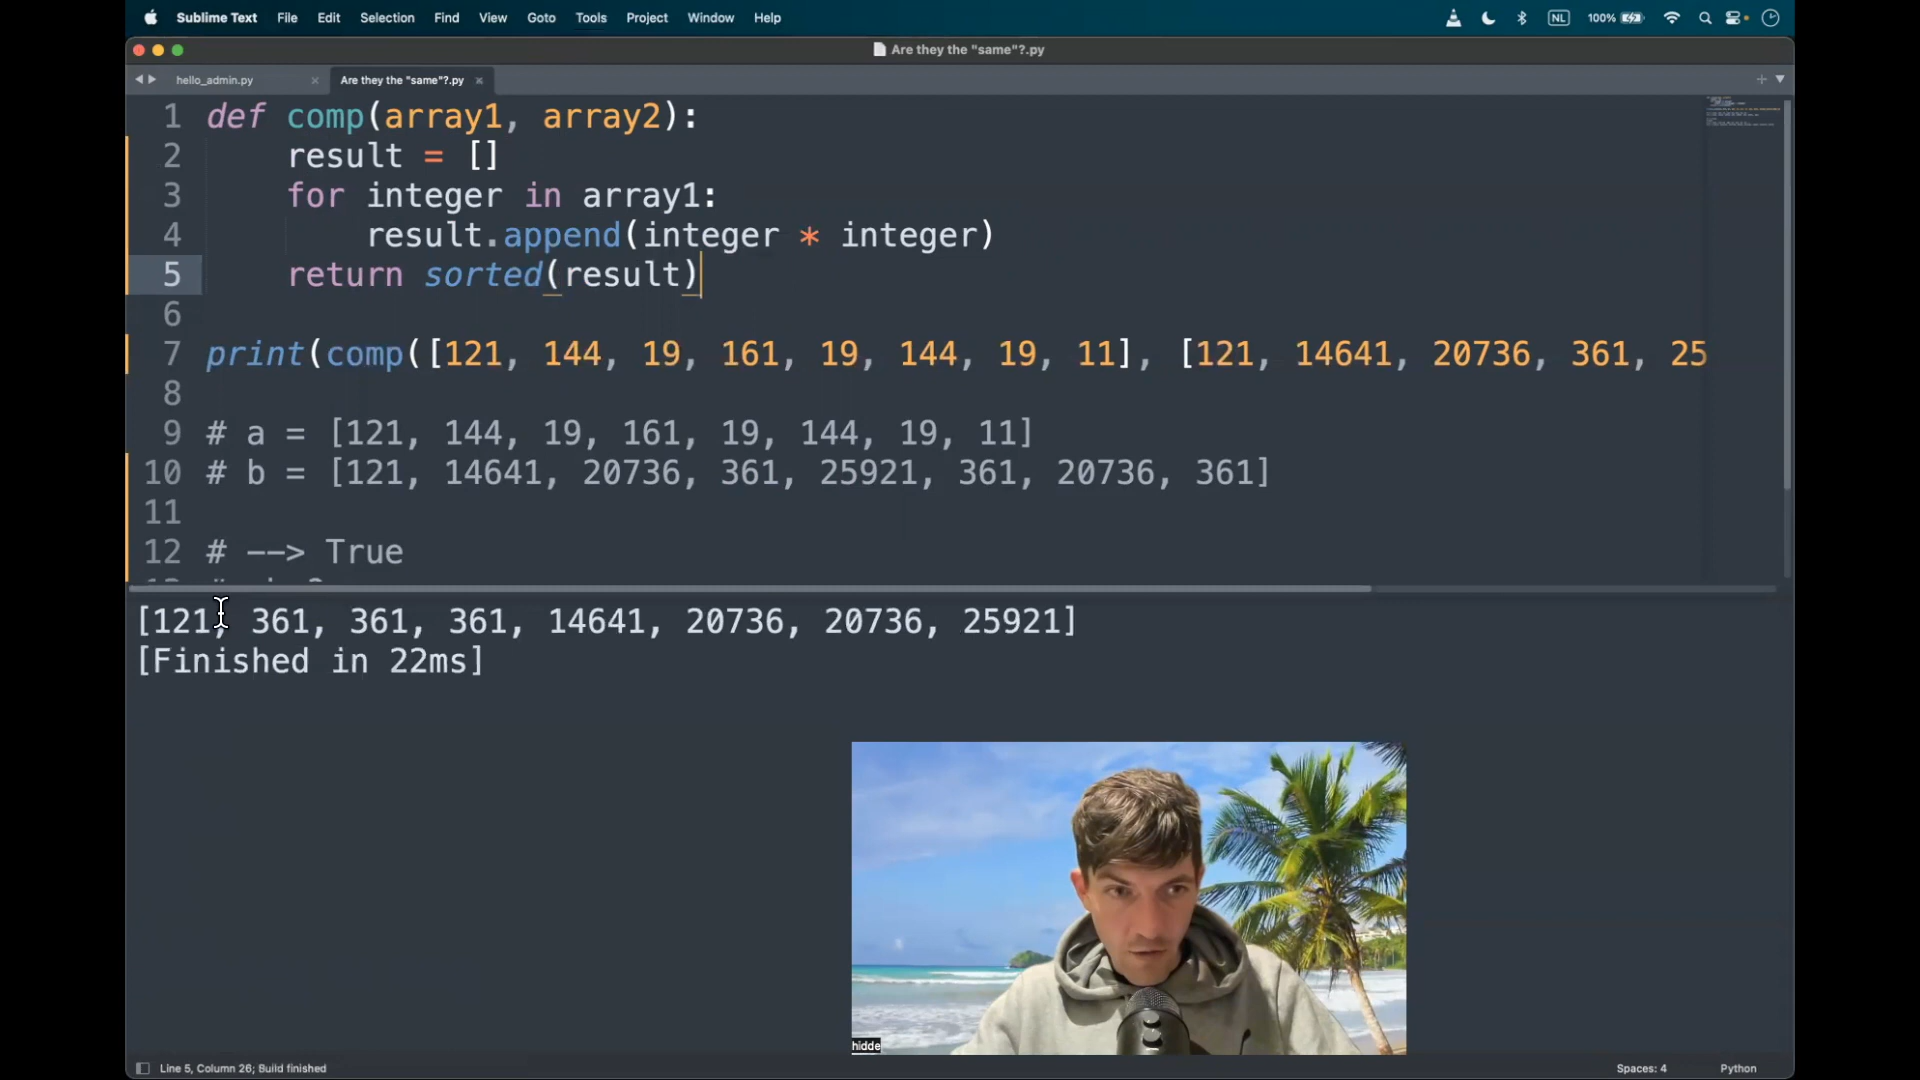 Sublime Text File Edit Selection Find View Goto Tools Project Window Help NL 100%
Are they the "same"?.py
hello_admin.py Are they the "same"?.py
1 def comp(array1, array2):
2 result = []
3 for integer in array1:
4 result.append(integer * integer)
5 return sorted(result)
6
7 print(comp([121, 144, 19, 161, 19, 144, 19, 11], [121, 14641, 20736, 361, 25
8
9 # a = [121, 144, 19, 161, 19, 144, 19, 11]
10 # b = [121, 14641, 20736, 361, 25921, 361, 20736, 361]
11
12 # --> True
[121, 361, 361, 361, 14641, 20736, 20736, 25921]
[Finished in 22ms]
hidde
Line 5, Column 26; Build finished Spaces: 4 Python